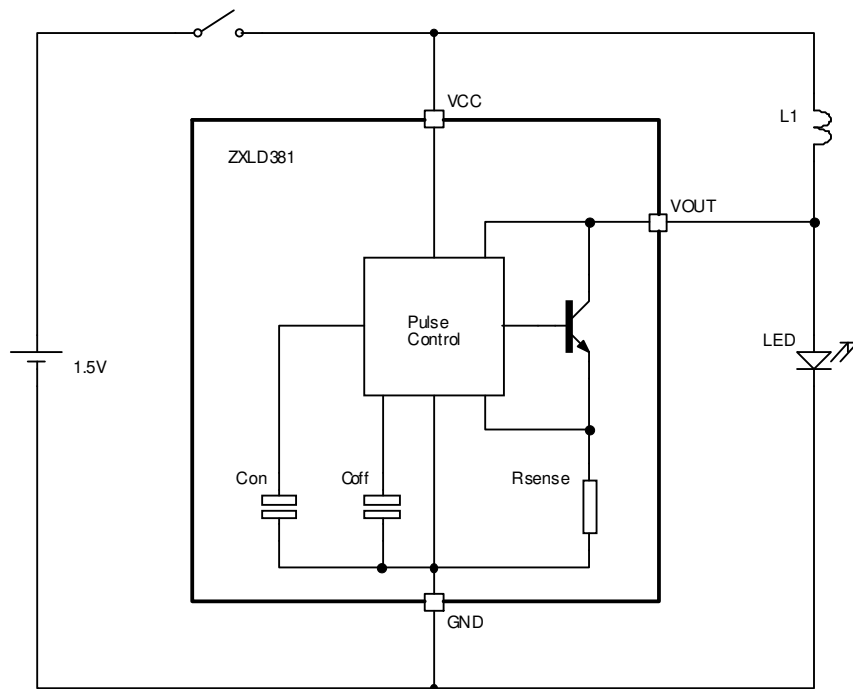 VCC
L1
ZXLD381
VOUT
Pulse
Control
LED
1.5V
Con
Coff
Rsense
GND